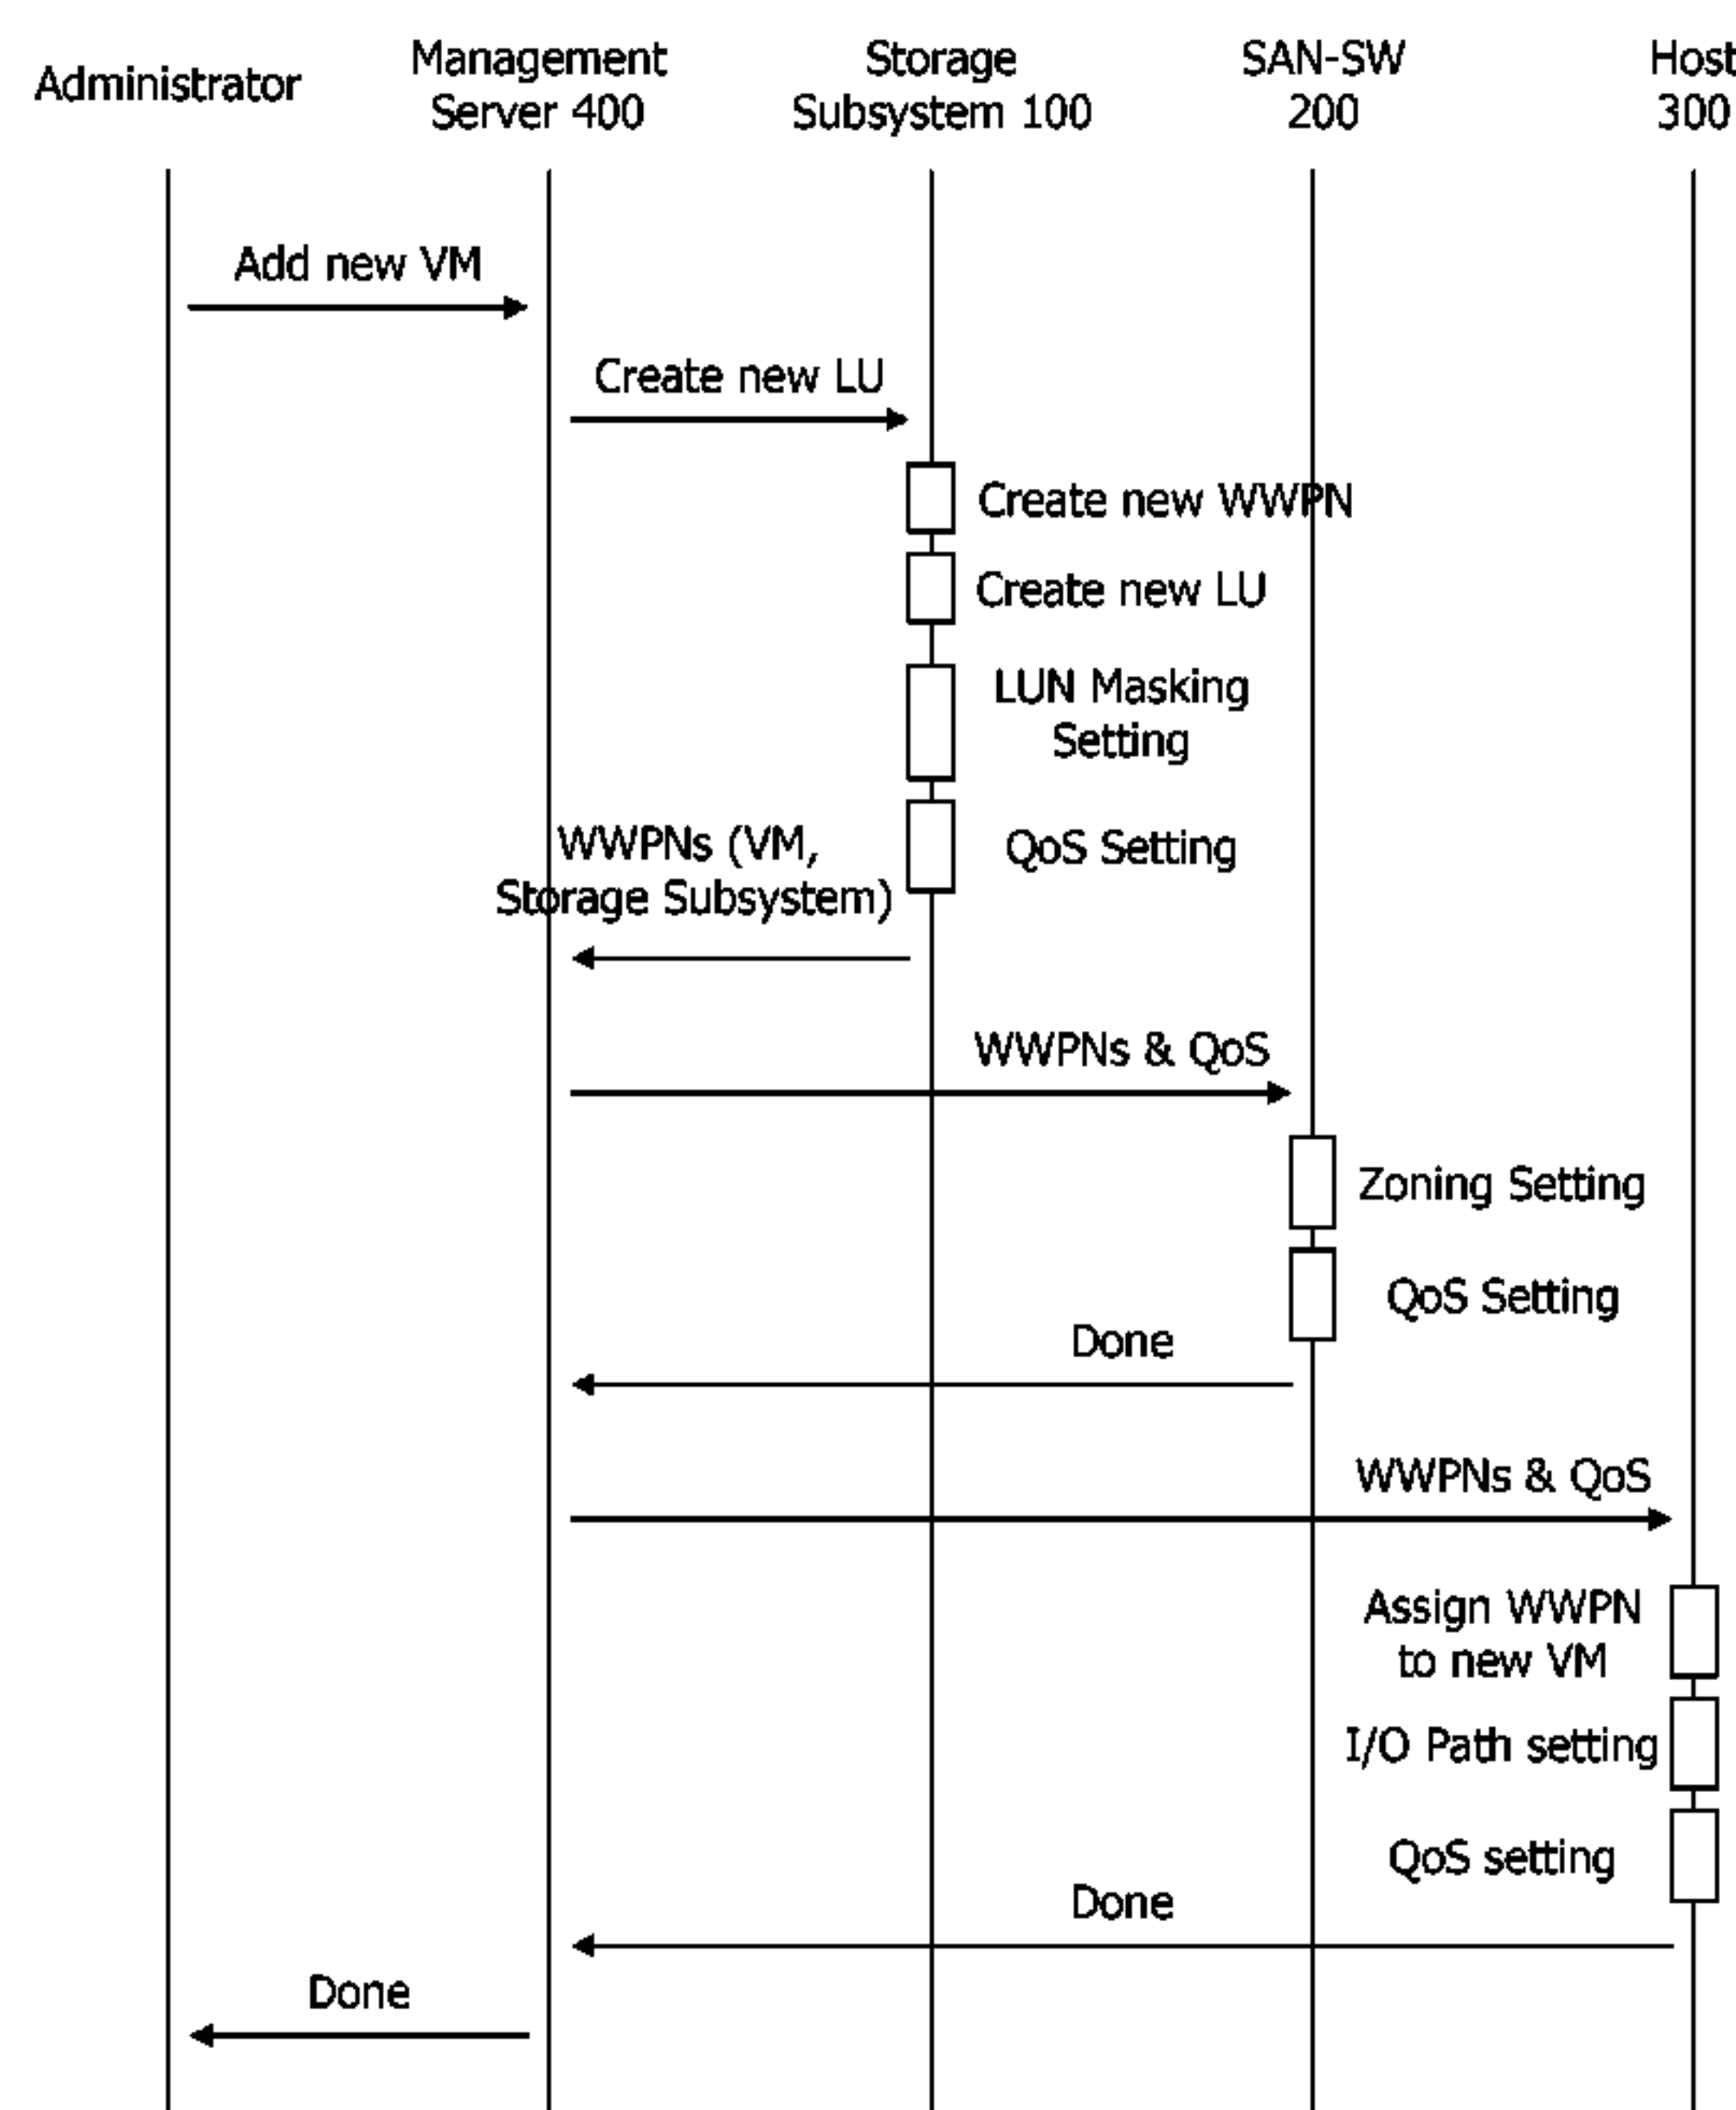 Administrator
Management
Server 400
Storage
Subsystem 100
SAN-SW
200
Host
300
Add new VM
Create new LU
Create new WWPN
Create new LU
LUN Masking
Setting
QoS Setting
WWPNs (VM,
Storage Subsystem)
WWPNs & QoS
Zoning Setting
QoS Setting
Done
WWPNs & QoS
Assign WWPN
to new VM
I/O Path setting
QoS setting
Done
Done